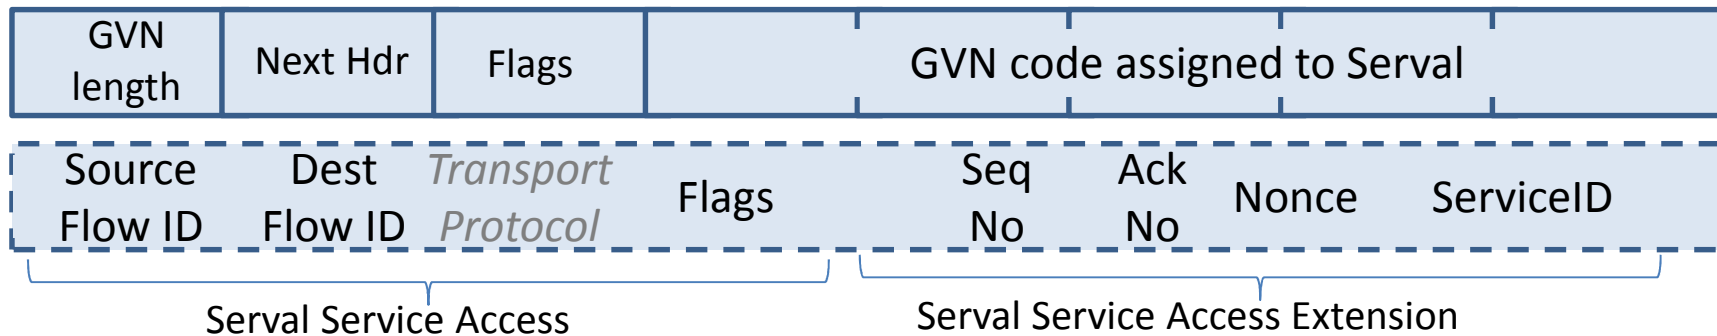 GVN length
Next Hdr
Flags
GVN code assigned to Serval
Source Flow ID
Dest Flow ID
Transport Protocol
Flags
Seq No
Ack No
Nonce
ServiceID
Serval Service Access
Serval Service Access Extension